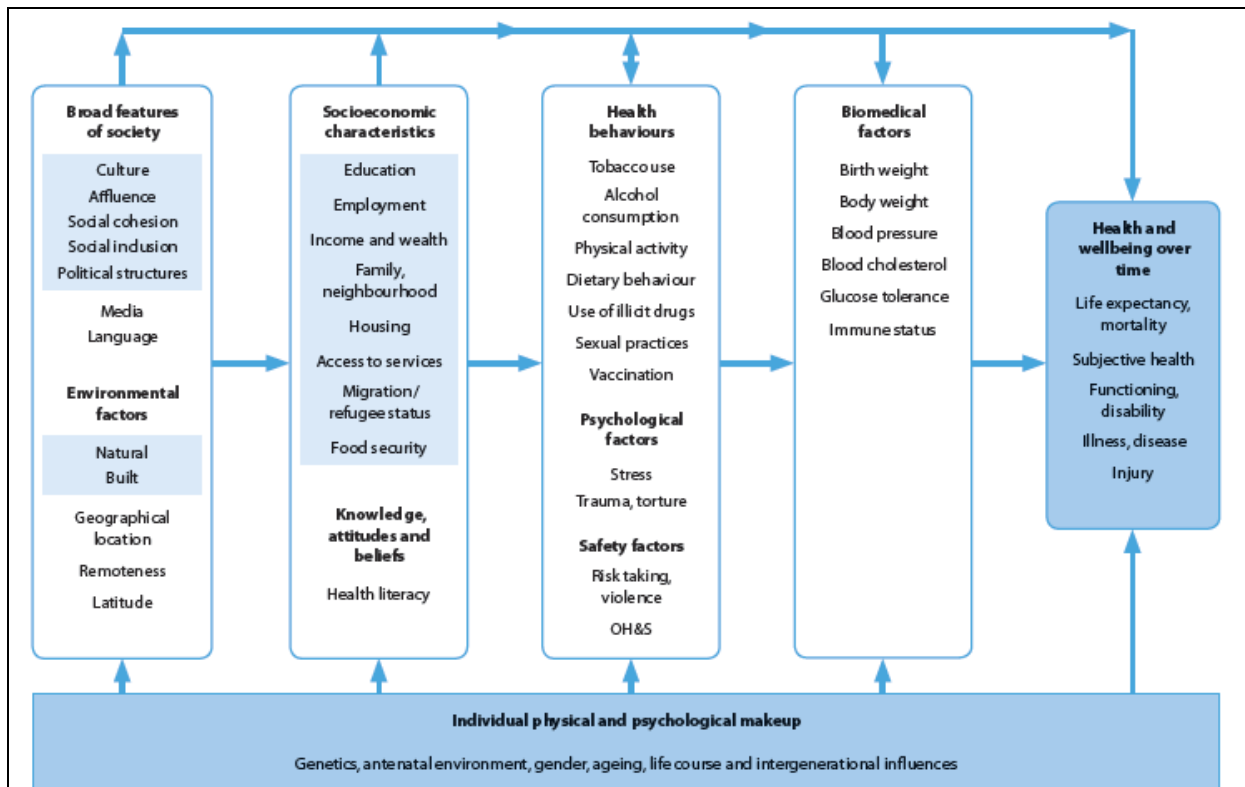 Broad features
of society
Culture
Affluence
Social cohesion
Social inclusion
Political structures
Media
Language
Environmental
factors
Natural
Built
Geographical
location
Remoteness
Latitude
Socioeconomic
characteristics
Education
Employment
Income and wealth
Family,
neighbourhood
Housing
Access to services
Migration/
refugee status
Food security
Knowledge,
attitudes and
beliefs
Health literacy
Health
behaviours
Tobacco use
Alcohol
consumption
Physical activity
Dietary behaviour
Use of illicit drugs
Sexual practices
Vaccination
Psychological
factors
Stress
Trauma, torture
Safety factors
Risk taking,
violence
OH&S
Biomedical
factors
Birth weight
Body weight
Blood pressure
Blood cholesterol
Glucose tolerance
Immune status
Health and
wellbeing over
time
Life expectancy,
mortality
Subjective health
Functioning,
disability
Illness, disease
Injury
Individual physical and psychological makeup
Genetics, antenatal environment, gender, ageing, life course and intergenerational influences